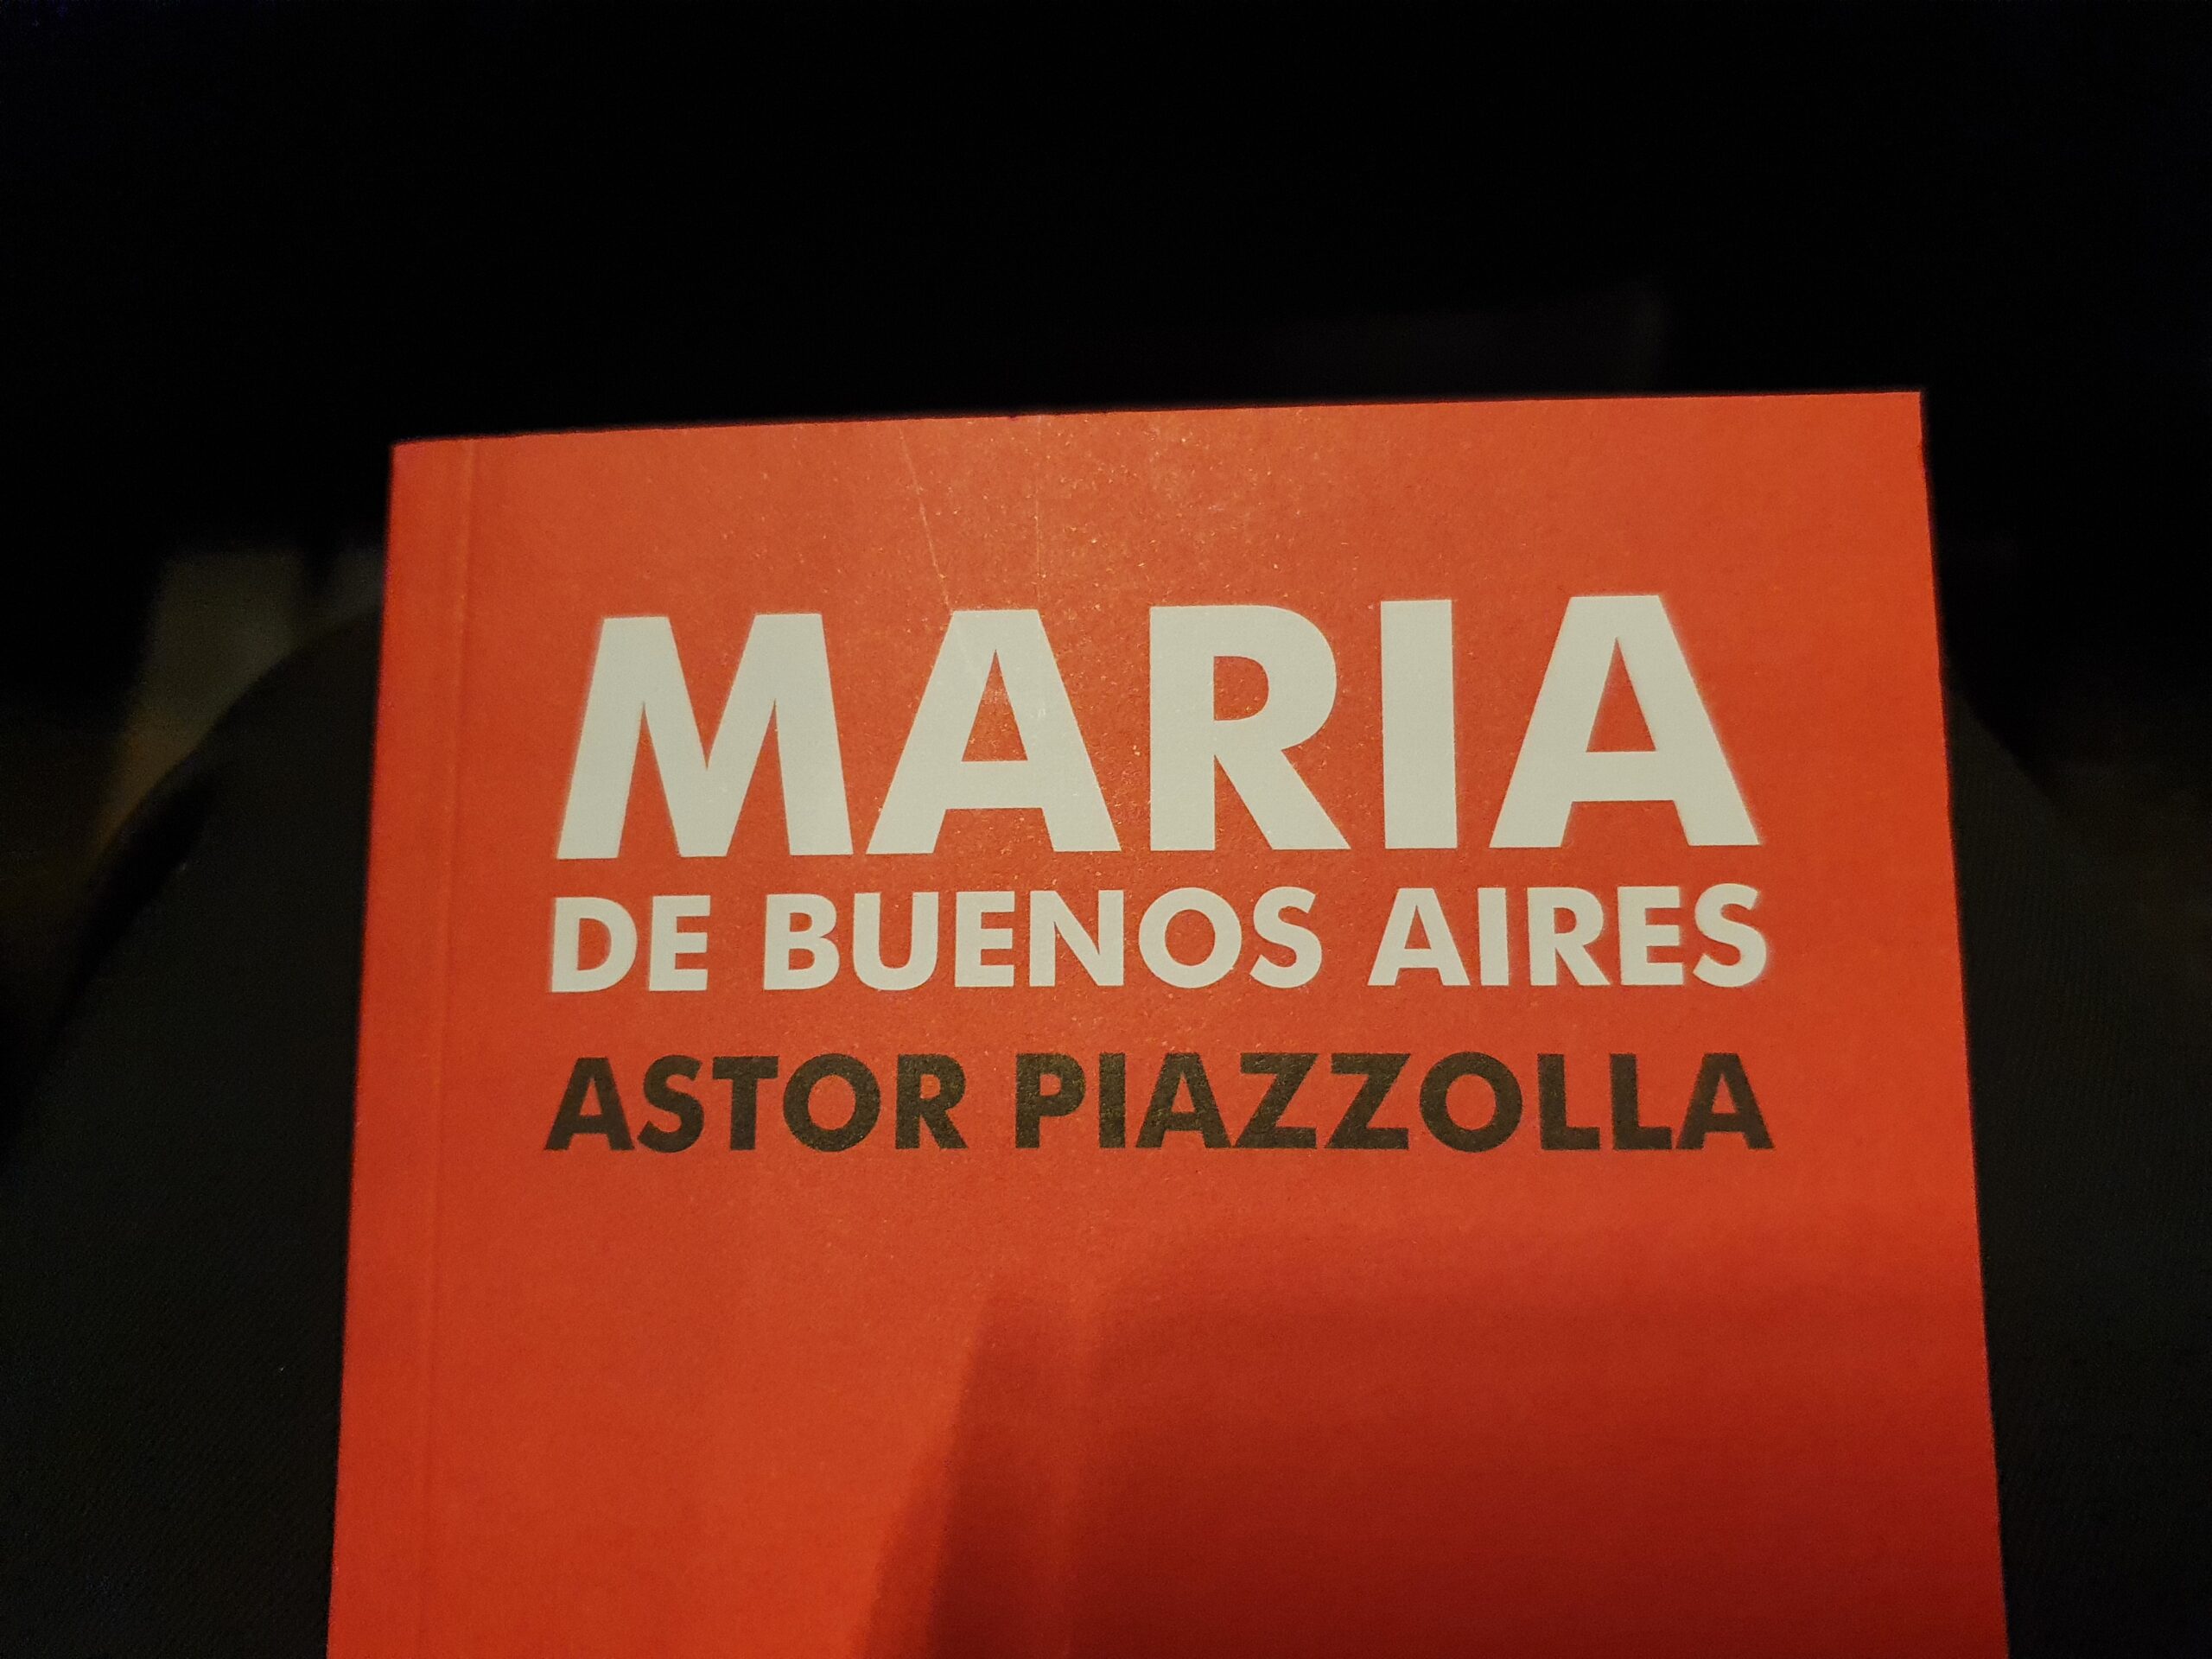 MARIA
DE BUENOS AIRES
ASTOR PIAZZOLLA